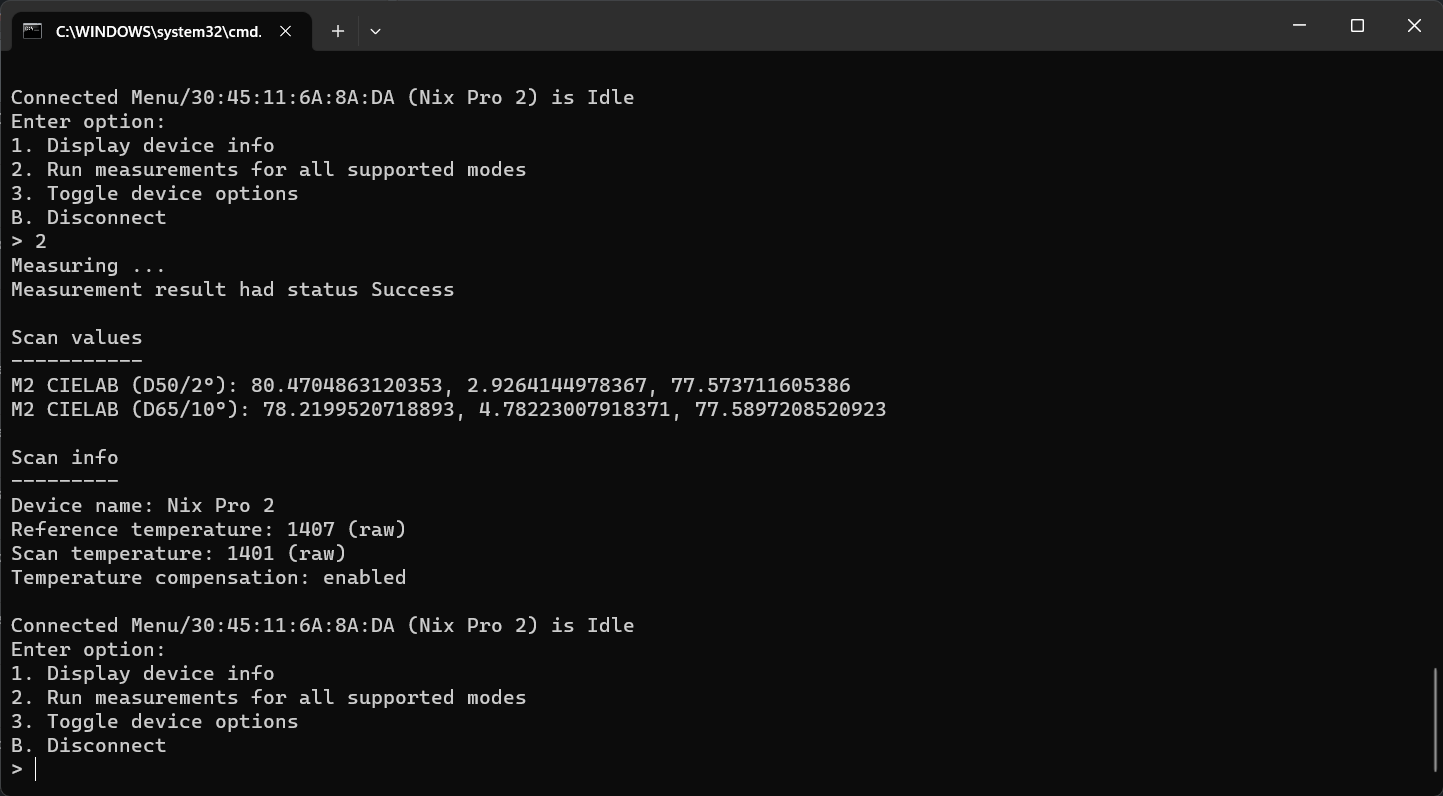 C:\WINDOWS\system32\cmd.
Connected Menu/30:45:11:6A:8A:DA (Nix Pro 2) is Idle
Enter option:
1. Display device info
2. Run measurements for all supported modes
3. Toggle device options
B. Disconnect
> 2
Measuring ...
Measurement result had status Success
Scan values
-----------
M2 CIELAB (D50/2°): 80.4704863120353, 2.9264144978367, 77.573711605386
M2 CIELAB (D65/10°): 78.2199520718893, 4.78223007918371, 77.5897208520923
Scan info
---------
Device name: Nix Pro 2
Reference temperature: 1407 (raw)
Scan temperature: 1401 (raw)
Temperature compensation: enabled
Connected Menu/30:45:11:6A:8A:DA (Nix Pro 2) is Idle
Enter option:
1. Display device info
2. Run measurements for all supported modes
3. Toggle device options
B. Disconnect
>